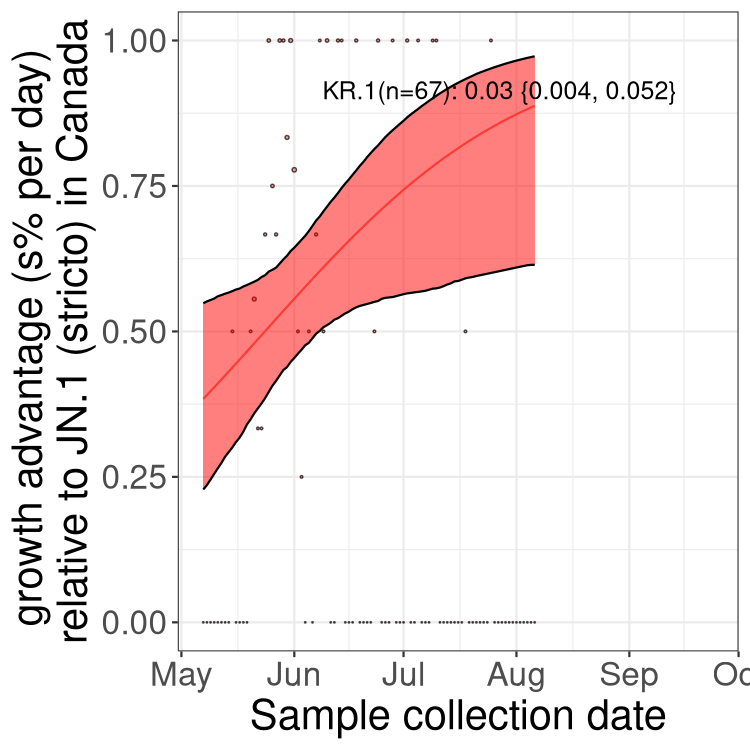 growth advantage (s% per day)
relative to JN.1 (stricto) in Canada
1.00
0.75
0.50
0.25
0.00
KR.1(n=67): 0.03 {0.004, 0.052}
May Jun Jul Aug Sep Oc
Sample collection date